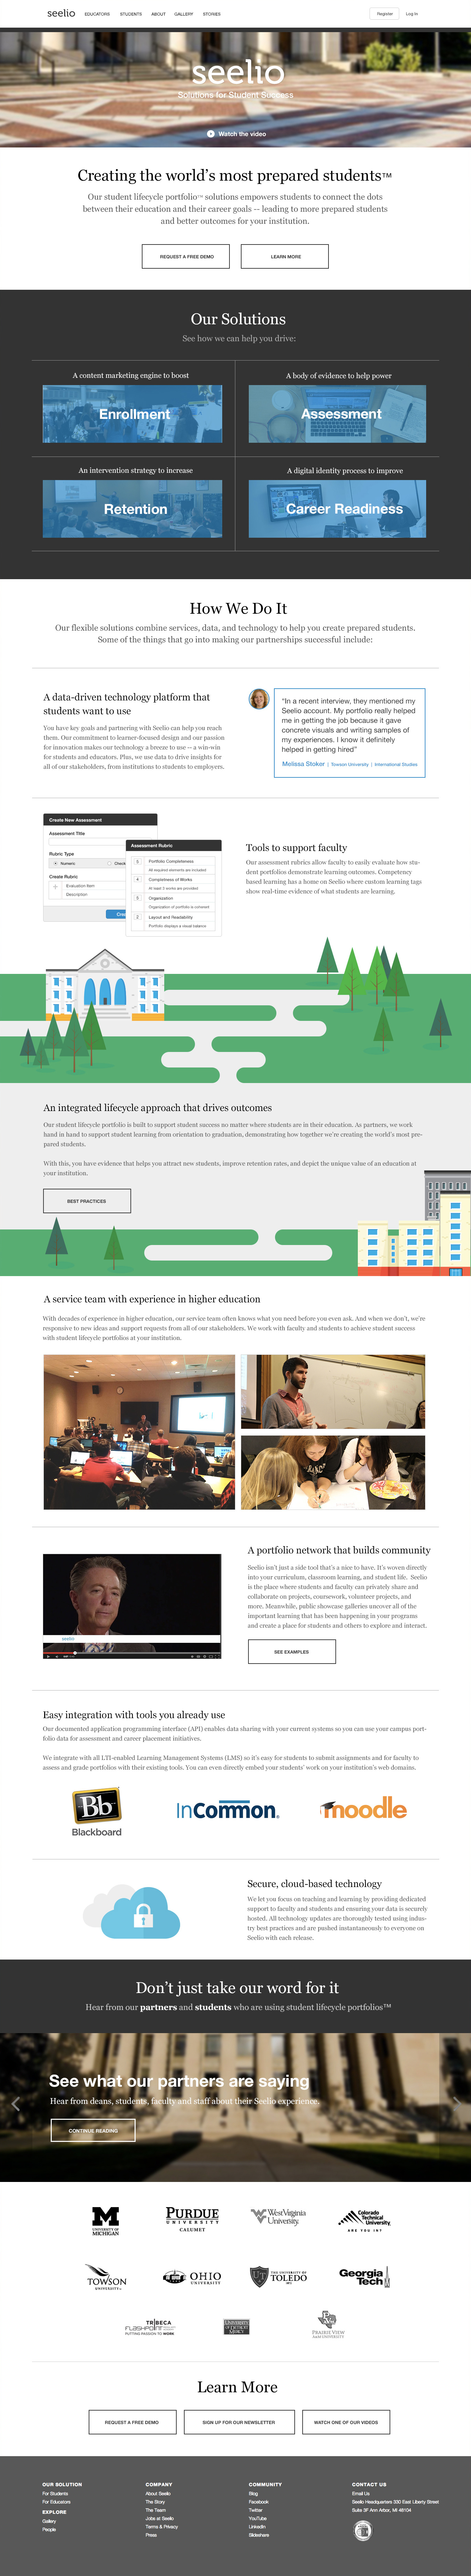 seelio EDUCATORS STUDENTS ABOUT GALLERY STORIES Register Log In
seelio
Solutions for Student Success
Watch the video
Creating the world's most prepared students™
Our student lifecycle portfolio™ solutions empowers students to connect the dots
between their education and their career goals -- leading to more prepared students
and better outcomes for your institution.
REQUEST A FREE DEMO LEARN MORE
Our Solutions
See how we can help you drive:
A content marketing engine to boost
Enrollment
A body of evidence to help power
Assessment
An intervention strategy to increase
Retention
A digital identity process to improve
Career Readiness
How We Do It
Our flexible solutions combine services, data, and technology to help you create prepared students.
Some of the things that go into making our partnerships successful include:
A data-driven technology platform that
students want to use
You have keys and partnering with Seelio can help you reach
them. Our commitment to learner-focused design and our passion
for innovation makes our technology a breeze to use -- a win-win
for students and educators. Plus, we use data to drive insights for
all of our stakeholders, from institutions to students to employers.
"In a recent interview, they mentioned my
Seelio account. My portfolio really helped
me in getting the job because it gave
concrete visuals and writing samples of
my experiences. I know it definitely
helped in getting hired"
Melissa Stoker | Towson University | International Studies
Create New Assessment
Assessment Title
Rubric Type
Numeric Check
Create Rubric
Evaluation Item
Description
Crea
Assessment Rubric
5 Portfolio Completeness
All required elements are included
4 Completeness of Works
At least 3 works are provided
3 Organization
Organization of portfolio is coherent
2 Layout and Readability
Portfolio displays a visual balance
Tools to support faculty
Our assessment rubrics allow faculty to easily evaluate how stu-
dent portfolios demonstrate learning outcomes. Competency
based learning has a home on Seelio where custom learning tags
show real-time evidence of what students are learning.
An integrated lifecycle approach that drives outcomes
Our student lifecycle portfolio is built to support student success no matter where students are in their education. As partners, we work
hand in hand to support student learning from orientation to graduation, demonstrating how together we're creating the world's most pre-
pared students.
With this, you have evidence that helps you attract new students, improve retention rates, and depict the unique value of an education at
your institution.
BEST PRACTICES
A service team with experience in higher education
With decades of experience in higher education, our service team often knows what you need before you even ask. And when we don't, we're
responsive to new ideas and support requests from all of our stakeholders. We work with faculty and students to achieve student success
with student lifecycle portfolios at your institution.
seelio
A portfolio network that builds community
Seelio isn't just a side tool that's a nice to have. It's woven directly
into your curriculum, classroom learning, and student life. Seelio
is the place where students and faculty can privately share and
collaborate on projects, coursework, volunteer projects, and
more. Meanwhile, public showcase galleries uncover all of the
important learning that has been happening in your programs
and create a place for students and others to explore and interact.
SEE EXAMPLES
Easy integration with tools you already use
Our documented application programming interface (API) enables data sharing with your current systems so you can use your campus port-
folio data for assessment and career placement initiatives.
We integrate with all LTI-enabled Learning Management Systems (LMS) so it's easy for students to submit assignments and for faculty to
assess and grade portfolios with their existing tools. You can even directly embed your students' work on your institution's web domains.
Bb
Blackboard
InCommon®
moodle
Secure, cloud-based technology
We let you focus on teaching and learning by providing dedicated
support to faculty and students and ensuring your data is securely
hosted. All technology updates are thoroughly tested using indus-
try best practices and are pushed instantaneously to everyone on
Seelio with each release.
Don't just take our word for it
Hear from our partners and students who are using student lifecycle portfolios™
See what our partners are saying
Hear from deans, students, faculty and staff about their Seelio experience.
CONTINUE READING
M
UNIVERSITY OF
MICHIGAN
PURDUE
UNIVERSITY
CALUMET
WestVirginia
University
Colorado
Technical
University
ARE YOU IN?
TOWSON
UNIVERSITY
OHIO
UNIVERSITY
UT THE UNIVERSITY OF
TOLEDO
1872
Georgia
Tech
TRIBECA
FLASHPOINT
PUTTING PASSION TO WORK
University
of Detroit
Mercy
PRAIRIE VIEW
A&M UNIVERSITY
Learn More
REQUEST A FREE DEMO SIGN UP FOR OUR NEWSLETTER WATCH ONE OF OUR VIDEOS
OUR SOLUTION
For Students
For Educators
EXPLORE
Gallery
People
COMPANY
About Seelio
The Story
The Team
Jobs at Seelio
Terms & Privacy
Press
COMMUNITY
Blog
Facebook
Twitter
YouTube
LinkedIn
Slideshare
CONTACT US
Email Us
Seelio Headquarters 330 East Liberty Street
Suite 3F Ann Arbor, MI 48104